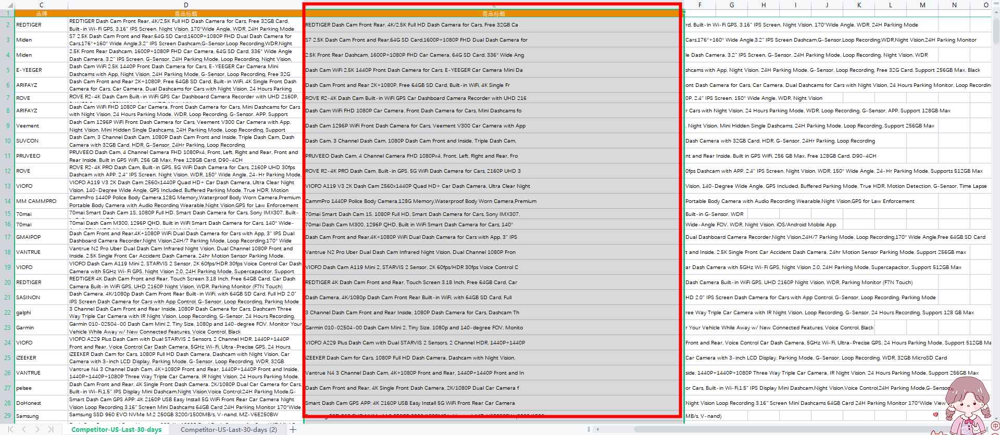 C D F G H I J K L M N O
1 品牌 商品标题 商品标题
2 REDTIGER REDTIGER Dash Cam Front Rear, 4K/2.5K Full HD Dash Camera for Cars, Free 32GB Card, REDTIGER Dash Cam Front Rear, 4K/2.5K Full HD Dash Camera for Cars, Free 32GB Ca rd, Built-in Wi-Fi GPS, 3.16" IPS Screen, Night Vision, 170°Wide Angle, WDR, 24H Parking Mode
Built-in Wi-Fi GPS, 3.16" IPS Screen, Night Vision, 170°Wide Angle, WDR, 24H Parking Mode
3 Miden S7 2.5K Dash Cam Front and Rear,64G SD Card,1600P+1080P FHD Dual Dash Camera for S7 2.5K Dash Cam Front and Rear,64G SD Card,1600P+1080P FHD Dual Dash Camera for Cars,176°+160° Wide Angle,3.2" IPS Screen Dashcam,G-Sensor,Loop Recording,WDR,Night Vision,24H Parking Monitor
Cars,176°+160° Wide Angle,3.2" IPS Screen Dashcam,G-Sensor,Loop Recording,WDR,Night
4 Miden 2.5K Front Rear Dashcam, 1600P+1080P FHD Car Camera, 64G SD Card, 336° Wide Angle 2.5K Front Rear Dashcam, 1600P+1080P FHD Car Camera, 64G SD Card, 336° Wide Ang le Dash Camera, 3.2" IPS Screen, G-Sensor, 24H Parking Mode, Loop Recording, Night Vision, WDR
Dash Camera, 3.2" IPS Screen, G-Sensor, 24H Parking Mode, Loop Recording, Night Vision,
5 E-YEEGER Dash Cam WiFi 2.5K 1440P Front Dash Camera for Cars, E-YEEGER Car Camera Mini Dash Cam WiFi 2.5K 1440P Front Dash Camera for Cars, E-YEEGER Car Camera Mini Da shcams with App, Night Vision, 24H Parking Mode, G-Sensor, Loop Recording, Free 32G Card, Support 256GB Max, Black
Dashcams with App, Night Vision, 24H Parking Mode, G-Sensor, Loop Recording, Free 32G
6 ARIFAYZ Dash Cam Front and Rear 2K+1080P, Free 64GB SD Card, Built-in WiFi, 4K Single Front Dash Dash Cam Front and Rear 2K+1080P, Free 64GB SD Card, Built-in WiFi, 4K Single Fr ont Dash Camera for Cars, Car Camera, Dual Dashcams for Cars with Night Vision, 24 Hours Parking Monitor, Loop Recording
Camera for Cars, Car Camera, Dual Dashcams for Cars with Night Vision, 24 Hours Parking
7 ROVE ROVE R2-4K Dash Cam Built-in WiFi GPS Car Dashboard Camera Recorder with UHD 2160P, ROVE R2-4K Dash Cam Built-in WiFi GPS Car Dashboard Camera Recorder with UHD 216 0P, 2.4" IPS Screen, 150° Wide Angle, WDR, Night Vision
8 ARIFAYZ Dash Cam WiFi FHD 1080P Car Camera, Front Dash Camera for Cars, Mini Dashcams for Cars Dash Cam WiFi FHD 1080P Car Camera, Front Dash Camera for Cars, Mini Dashcams fo r Cars with Night Vision, 24 Hours Parking Mode, WDR, Loop Recording, G-Sensor, APP, Support 128GB Max
with Night Vision, 24 Hours Parking Mode, WDR, Loop Recording, G-Sensor, APP, Support
9 Veement Dash Cam 1296P WiFi Front Dash Camera for Cars, Veement V300 Car Camera with App, Dash Cam 1296P WiFi Front Dash Camera for Cars, Veement V300 Car Camera with App , Night Vision, Mini Hidden Single Dashcams, 24H Parking Mode, Loop Recording, Support 256GB Max
Night Vision, Mini Hidden Single Dashcams, 24H Parking Mode, Loop Recording, Support
10 SUVCON Dash Cam, 3 Channel Dash Cam, 1080P Dash Cam Front and Inside, Triple Dash Cam, Dash Dash Cam, 3 Channel Dash Cam, 1080P Dash Cam Front and Inside, Triple Dash Cam, Dash Camera with 32GB Card, HDR, G-Sensor, 24Hr Parking, Loop Recording
Camera with 32GB Card, HDR, G-Sensor, 24Hr Parking, Loop Recording
11 PRUVEEO PRUVEEO Dash Cam, 4 Channel Camera FHD 1080Px4, Front, Left, Right and Rear, Front and PRUVEEO Dash Cam, 4 Channel Camera FHD 1080Px4, Front, Left, Right and Rear, Fro nt and Rear Inside, Built in GPS WiFi, 256 GB Max, Free 128GB Card, D90-4CH
Rear Inside, Built in GPS WiFi, 256 GB Max, Free 128GB Card, D90-4CH
12 ROVE ROVE R2-4K PRO Dash Cam, Built-in GPS, 5G WiFi Dash Camera for Cars, 2160P UHD 30fps ROVE R2-4K PRO Dash Cam, Built-in GPS, 5G WiFi Dash Camera for Cars, 2160P UHD 3 0fps Dashcam with APP, 2.4" IPS Screen, Night Vision, WDR, 150° Wide Angle, 24-Hr Parking Mode, Supports 512GB Max
Dashcam with APP, 2.4" IPS Screen, Night Vision, WDR, 150° Wide Angle, 24-Hr Parking Mode,
13 VIOFO VIOFO A119 V3 2K Dash Cam 2560x1440P Quad HD+ Car Dash Camera, Ultra Clear Night VIOFO A119 V3 2K Dash Cam 2560x1440P Quad HD+ Car Dash Camera, Ultra Clear Night Vision, 140-Degree Wide Angle, GPS Included, Buffered Parking Mode, True HDR, Motion Detection, G-Sensor, Time Lapse
Vision, 140-Degree Wide Angle, GPS Included, Buffered Parking Mode, True HDR, Motion
14 MM CAMMPRO CammPro 1440P Police Body Camera,128G Memory,Waterproof Body Worn Camera,Premium CammPro 1440P Police Body Camera,128G Memory,Waterproof Body Worn Camera,Premium Portable Body Camera with Audio Recording Wearable,Night Vision,GPS for Law Enforcement
Portable Body Camera with Audio Recording Wearable,Night Vision,GPS for Law Enforcement
15 70mai 70mai Smart Dash Cam 1S, 1080P Full HD, Smart Dash Camera for Cars, Sony IMX307, Built- 70mai Smart Dash Cam 1S, 1080P Full HD, Smart Dash Camera for Cars, Sony IMX307, Built-in G-Sensor, WDR
16 70mai 70mai Dash Cam M300, 1296P QHD, Built in WiFi Smart Dash Camera for Cars, 140° Wide- 70mai Dash Cam M300, 1296P QHD, Built in WiFi Smart Dash Camera for Cars, 140° Wide-Angle FOV, WDR, Night Vision, iOS/Android Mobile App
17 GMAIPOP Dash Cam Front and Rear,4K+1080P WiFi Dual Dash Camera for Cars with App, 3" IPS Dual Dash Cam Front and Rear,4K+1080P WiFi Dual Dash Camera for Cars with App, 3" IPS Dual Dashboard Camera Recorder,Night Vision,24H/7 Parking Mode, Loop Recording,170° Wide Angle,Free 64GB SD Card
Dashboard Camera Recorder,Night Vision,24H/7 Parking Mode, Loop Recording,170° Wide
18 VANTRUE Vantrue N2 Pro Uber Dual Dash Cam Infrared Night Vision, Dual Channel 1080P Front and Vantrue N2 Pro Uber Dual Dash Cam Infrared Night Vision, Dual Channel 1080P Fron t and Inside, 2.5K Single Front Car Accident Dash Camera, 24hr Motion Sensor Parking Mode, Support 256GB max
Inside, 2.5K Single Front Car Accident Dash Camera, 24hr Motion Sensor Parking Mode,
19 VIOFO VIOFO Dash Cam A119 Mini 2, STARVIS 2 Sensor, 2K 60fps/HDR 30fps Voice Control Car Dash VIOFO Dash Cam A119 Mini 2, STARVIS 2 Sensor, 2K 60fps/HDR 30fps Voice Control C ar Dash Camera with 5GHz Wi-Fi GPS, Night Vision 2.0, 24H Parking Mode, Supercapacitor, Support 512GB Max
Camera with 5GHz Wi-Fi GPS, Night Vision 2.0, 24H Parking Mode, Supercapacitor, Support
20 REDTIGER REDTIGER 4K Dash Cam Front and Rear, Touch Screen 3.18 Inch, Free 64GB Card, Car Dash REDTIGER 4K Dash Cam Front and Rear, Touch Screen 3.18 Inch, Free 64GB Card, Car Dash Camera Built-in WiFi GPS, UHD 2160P Night Vision, WDR, Parking Monitor (F7N Touch)
Camera Built-in WiFi GPS, UHD 2160P Night Vision, WDR, Parking Monitor (F7N Touch)
21 SASINON Dash Camera, 4K/1080p Dash Cam Front Rear Built-in WiFi, with 64GB SD Card, Full HD 2.0" Dash Camera, 4K/1080p Dash Cam Front Rear Built-in WiFi, with 64GB SD Card, Full HD 2.0" IPS Screen Dash Camera for Cars with App Control, G-Sensor, Loop Recording, Parking Mode
IPS Screen Dash Camera for Cars with App Control, G-Sensor, Loop Recording, Parking Mode
22 galphi 3 Channel Dash Cam Front and Rear Inside, 1080P Dash Camera for Cars, Dashcam Three 3 Channel Dash Cam Front and Rear Inside, 1080P Dash Camera for Cars, Dashcam Th ree Way Triple Car Camera with IR Night Vision, Loop Recording, G-Sensor, 24 Hours Recording, Support 128 GB Max
Way Triple Car Camera with IR Night Vision, Loop Recording, G-Sensor, 24 Hours Recording,
23 Garmin Garmin 010-02504-00 Dash Cam Mini 2, Tiny Size, 1080p and 140-degree FOV, Monitor Your Garmin 010-02504-00 Dash Cam Mini 2, Tiny Size, 1080p and 140-degree FOV, Monito r Your Vehicle While Away w/ New Connected Features, Voice Control, Black
Vehicle While Away w/ New Connected Features, Voice Control, Black
24 VIOFO VIOFO A229 Plus Dash Cam with Dual STARVIS 2 Sensors, 2 Channel HDR, 1440P+1440P VIOFO A229 Plus Dash Cam with Dual STARVIS 2 Sensors, 2 Channel HDR, 1440P+1440P Front and Rear, Voice Control Car Dash Camera, 5GHz Wi-Fi, Ultra-Precise GPS, 24 Hours Parking Mode, Support 512GB Ma
Front and Rear, Voice Control Car Dash Camera, 5GHz Wi-Fi, Ultra-Precise GPS, 24 Hours
25 iZEEKER iZEEKER Dash Cam for Cars, 1080P Full HD Dash Camera, Dashcam with Night Vision, Car iZEEKER Dash Cam for Cars, 1080P Full HD Dash Camera, Dashcam with Night Vision, Car Camera with 3-inch LCD Display, Parking Mode, G-Sensor, Loop Recording, WDR, 32GB MicroSD Card
Camera with 3-inch LCD Display, Parking Mode, G-Sensor, Loop Recording, WDR, 32GB
26 VANTRUE Vantrue N4 3 Channel Dash Cam, 4K+1080P Front and Rear, 1440P+1440P Front and Inside, Vantrue N4 3 Channel Dash Cam, 4K+1080P Front and Rear, 1440P+1440P Front and In side, 1440P+1440P+1080P Three Way Triple Car Camera, IR Night Vision, 24 Hours Parking Mode, Support 256GB Max
1440P+1440P+1080P Three Way Triple Car Camera, IR Night Vision, 24 Hours Parking Mode,
27 pelsee Dash Cam Front and Rear, 4K Single Front Dash Camera, 2K/1080P Dual Car Camera for Cars, Dash Cam Front and Rear, 4K Single Front Dash Camera, 2K/1080P Dual Car Camera f or Cars, Built-in Wi-Fi,1.5" IPS Display Mini Dashcam,Night Vision,Voice Control,24H Parking Mode,G-Sensor
Built-in Wi-Fi,1.5" IPS Display Mini Dashcam,Night Vision,Voice Control,24H Parking Mode,G-
28 DoHonest Smart Dash Cam GPS APP: 4K 2160P USB Easy Install 5G WiFi Front Rear Car Camera Night Smart Dash Cam GPS APP: 4K 2160P USB Easy Install 5G WiFi Front Rear Car Camera Night Vision Loop Recording 3.16" Screen Mini Dashcams 64GB Card 24H Parking Monitor 170°Wide View
Vision Loop Recording 3.16" Screen Mini Dashcams 64GB Card 24H Parking Monitor 170°Wide
29 Samsung Samsung SSD 960 EVO NVMe M.2 250GB 3200/1500MB/s, V-nand, MZ-V6E250BW MB/s, V-nand)
Competitor-US-Last-30-days Competitor-US-Last-30-days (2)
中